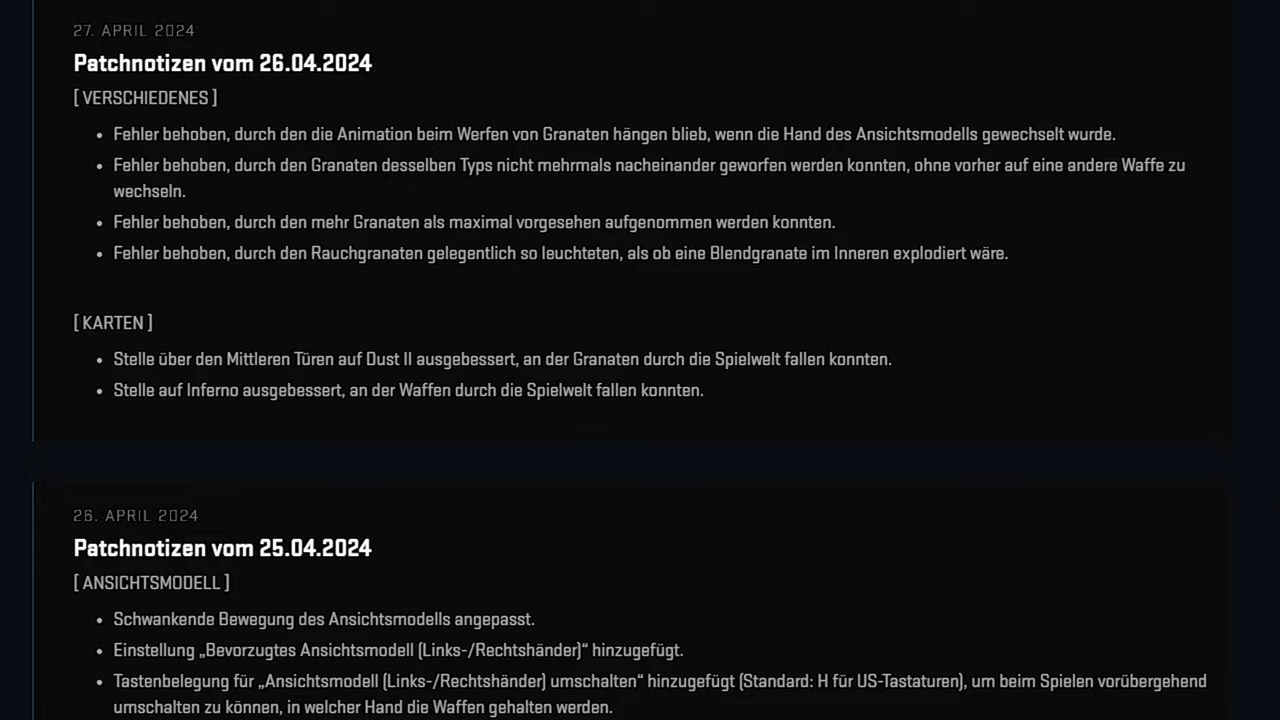 27. APRIL 2024
Patchnotizen vom 26.04.2024
[ VERSCHIEDENES ]
• Fehler behoben, durch den die Animation beim Werfen von Granaten hängen blieb, wenn die Hand des Ansichtsmodells gewechselt wurde.
• Fehler behoben, durch den Granaten desselben Typs nicht mehrmals nacheinander geworfen werden konnten, ohne vorher auf eine andere Waffe zu
wechseln.
• Fehler behoben, durch den mehr Granaten als maximal vorgesehen aufgenommen werden konnten.
• Fehler behoben, durch den Rauchgranaten gelegentlich so leuchteten, als ob eine Blendgranate im Inneren explodiert wäre.
[ KARTEN ]
• Stelle über den Mittleren Türen auf Dust II ausgebessert, an der Granaten durch die Spielwelt fallen konnten.
• Stelle auf Inferno ausgebessert, an der Waffen durch die Spielwelt fallen konnten.
26. APRIL 2024
Patchnotizen vom 25.04.2024
[ ANSICHTSMODELL ]
• Schwankende Bewegung des Ansichtsmodells angepasst.
• Einstellung „Bevorzugtes Ansichtsmodell (Links-/Rechtshänder)“ hinzugefügt.
• Tastenbelegung für „Ansichtsmodell (Links-/Rechtshänder) umschalten“ hinzugefügt (Standard: H für US-Tastaturen), um beim Spielen vorübergehend
umschalten zu können, in welcher Hand die Waffen gehalten werden.